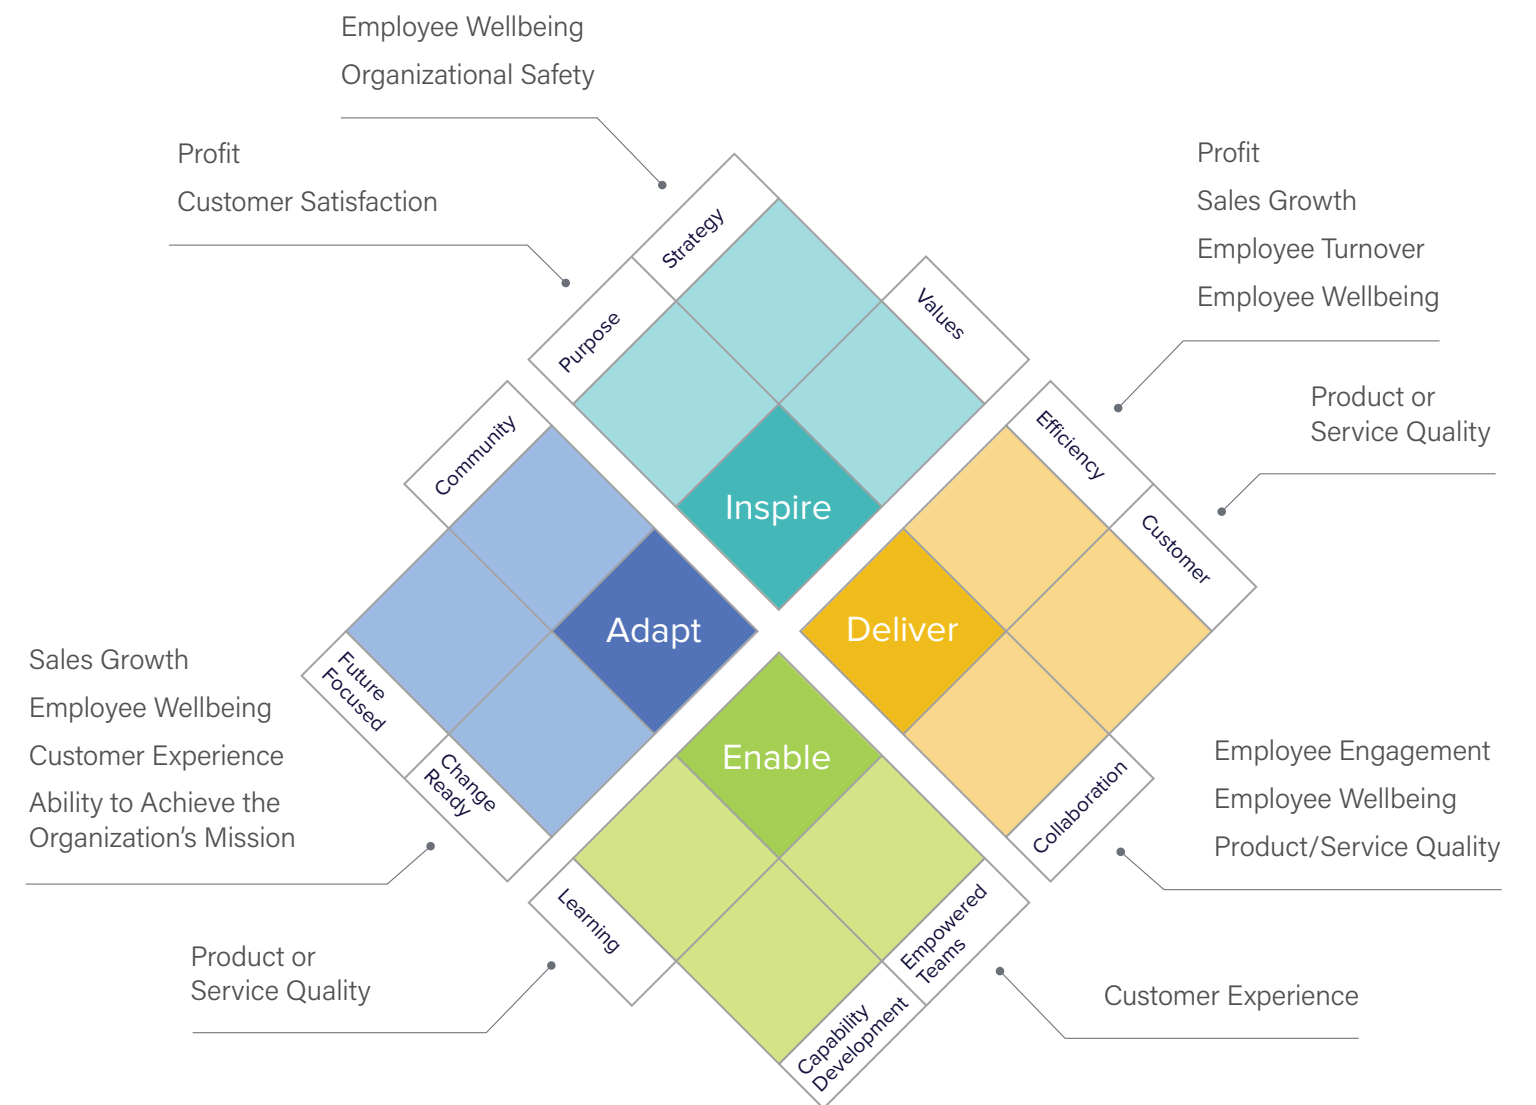 Employee Wellbeing
Organizational Safety
Profit
Customer Satisfaction
Profit
Sales Growth
Employee Turnover
Employee Wellbeing
Product or
Service Quality
Strategy
Purpose
Values
Inspire
Community
Adapt
Future
Focused
Change
Ready
Efficiency
Customer
Deliver
Collaboration
Enable
Learning
Empowered
Teams
Capability
Development
Sales Growth
Employee Wellbeing
Customer Experience
Ability to Achieve the
Organization’s Mission
Employee Engagement
Employee Wellbeing
Product/Service Quality
Product or
Service Quality
Customer Experience